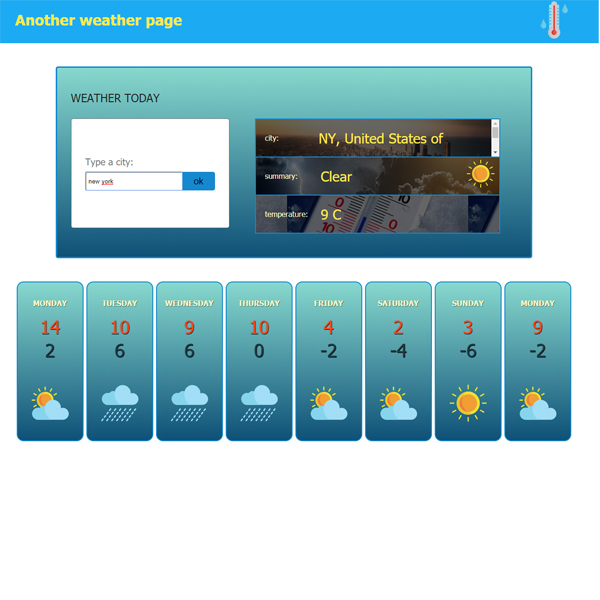 Another weather page
WEATHER TODAY
Type a city:
new york
ok
city:
NY, United States of
summary:
Clear
temperature:
9 C
MONDAY
14
2
TUESDAY
10
6
WEDNESDAY
9
6
THURSDAY
10
0
FRIDAY
4
-2
SATURDAY
2
-4
SUNDAY
3
-6
MONDAY
9
-2